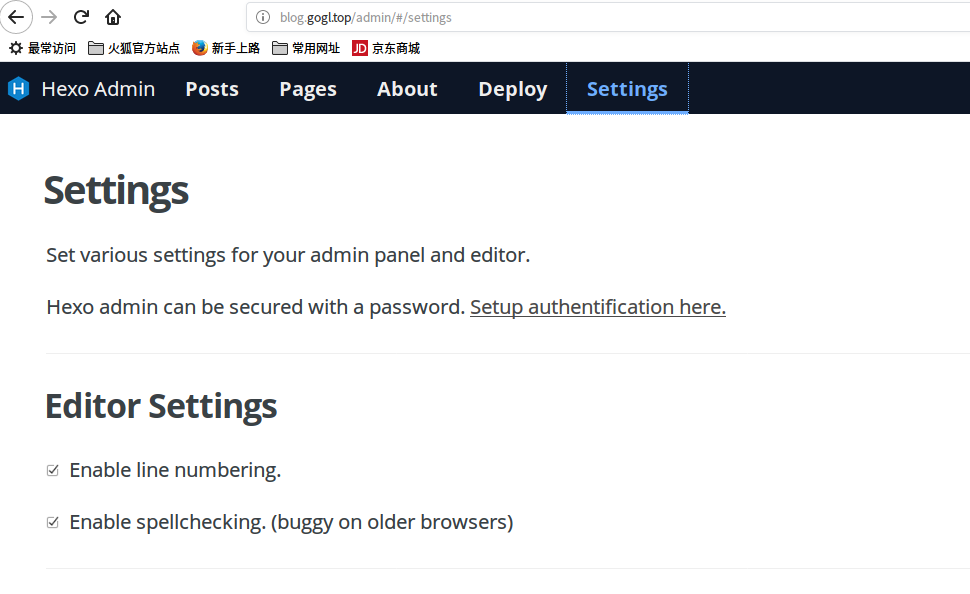 blog.gogl.top/admin/#/settings
最常访问 火狐官方站点 新手上路 常用网址 JD 京东商城
H Hexo Admin Posts Pages About Deploy Settings
Settings
Set various settings for your admin panel and editor.
Hexo admin can be secured with a password. Setup authentification here.
Editor Settings
Enable line numbering.
Enable spellchecking. (buggy on older browsers)